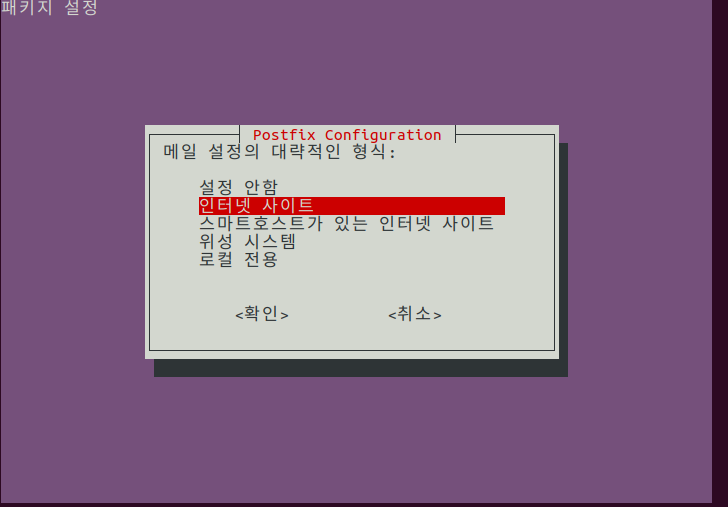 패키지 설정
Postfix Configuration
메일 설정의 대략적인 형식:
설정 안함
인터넷 사이트
스마트호스트가 있는 인터넷 사이트
위성 시스템
로컬 전용
<확인> <취소>